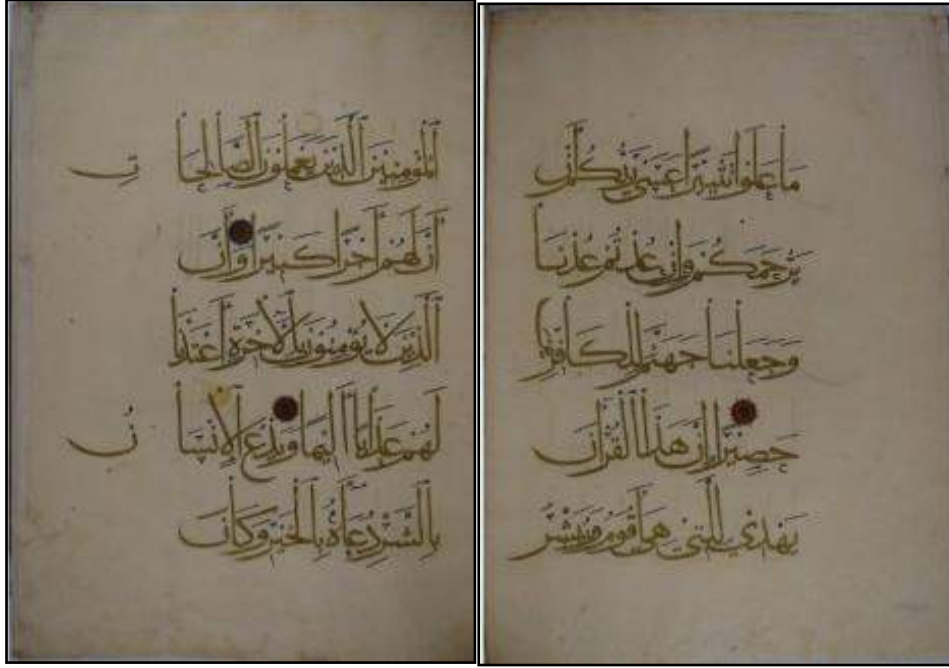 ما علوا تتبيرا عسى ربكم أن
يرحمكم وإن عدتم عدنا
وجعلنا جهنم للكافرين
حصيرا إن هذا القرآن
يهدي للتي هي أقوم ويبشر
المؤمنين الذين يعملون الصالحا ت
أن لهم أجرا كبيرا وأن
الذين لا يؤمنون بالآخرة أعتدنا
لهم عذابا أليما ويدع الإنسا ن
بالشر دعاءه بالخير وكان